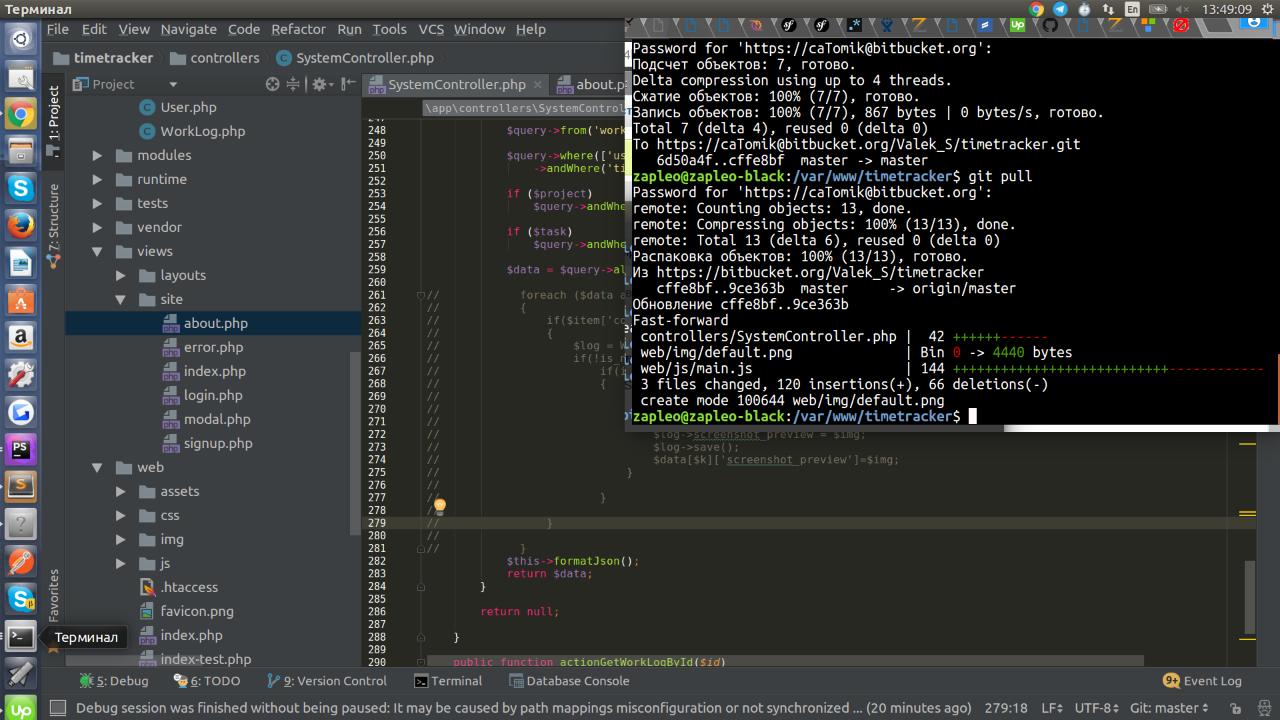 Терминал
En
13:49:09
File Edit View Navigate Code Refactor Run Tools VCS Window Help
timetracker controllers SystemController.php
Project
SystemController.php
about.p
\app\controllers\SystemControl
1: Project
7: Structure
Favorites
User.php
WorkLog.php
modules
runtime
tests
vendor
views
layouts
site
about.php
error.php
index.php
login.php
modal.php
signup.php
web
assets
css
img
js
.htaccess
favicon.png
index.php
index-test.php
Терминал
247
248 $query->from('work
249
250 $query->where(['us
251 ->andWhere('ti
252
253 if ($project)
254 $query->andWhe
255
256 if ($task)
257 $query->andWhe
258
259 $data = $query->al
260
261 // foreach ($data a
262 // {
263 // if($item['co
264 // {
265 // $log = W
266 // if(!is_n
267 // if(i
268 // {
269 //
270 //
271 //
272 // $log->screenshot_preview = $img;
273 // $log->save();
274 // $data[$k]['screenshot_preview']=$img;
275 // }
276 //
277 // }
278 //
279 // }
280 //
281 // }
282 $this->formatJson();
283 return $data;
284 }
285
286 return null;
287
288 }
289
290 public function actionGetWorkLogById($id)
Password for 'https://caTomik@bitbucket.org':
Подсчет объектов: 7, готово.
Delta compression using up to 4 threads.
Сжатие объектов: 100% (7/7), готово.
Запись объектов: 100% (7/7), 867 bytes | 0 bytes/s, готово.
Total 7 (delta 4), reused 0 (delta 0)
To https://caTomik@bitbucket.org/Valek_S/timetracker.git
6d50a4f..cffe8bf master -> master
zapleo@zapleo-black:/var/www/timetracker$ git pull
Password for 'https://caTomik@bitbucket.org':
remote: Counting objects: 13, done.
remote: Compressing objects: 100% (13/13), done.
remote: Total 13 (delta 6), reused 0 (delta 0)
Распаковка объектов: 100% (13/13), готово.
Из https://bitbucket.org/Valek_S/timetracker
cffe8bf..9ce363b master -> origin/master
Обновление cffe8bf..9ce363b
Fast-forward
controllers/SystemController.php | 42 ++++++------
web/img/default.png | Bin 0 -> 4440 bytes
web/js/main.js | 144 +++++++++++++++++++++++++++------------
3 files changed, 120 insertions(+), 66 deletions(-)
create mode 100644 web/img/default.png
zapleo@zapleo-black:/var/www/timetracker$
5: Debug 6: TODO 9: Version Control Terminal Database Console 9+ Event Log
Debug session was finished without being paused: It may be caused by path mappings misconfiguration or not synchronized ... (20 minutes ago) 279:18 LF UTF-8 Git: master